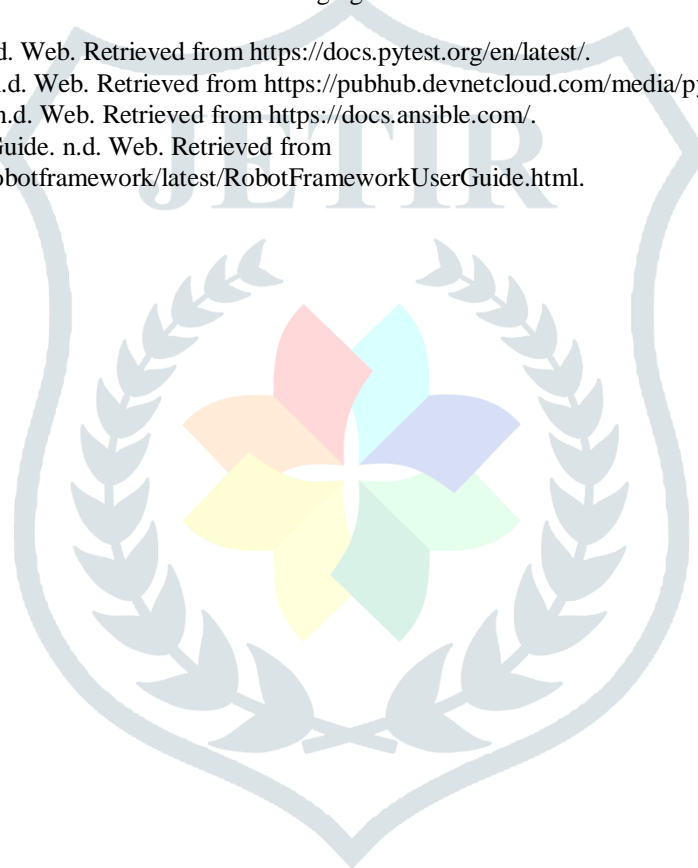 d. Web. Retrieved from https://docs.pytest.org/en/latest/.
.d. Web. Retrieved from https://pubhub.devnetcloud.com/media/p
n.d. Web. Retrieved from https://docs.ansible.com/.
Guide. n.d. Web. Retrieved from
obotframework/latest/RobotFrameworkUserGuide.html.
JETIR